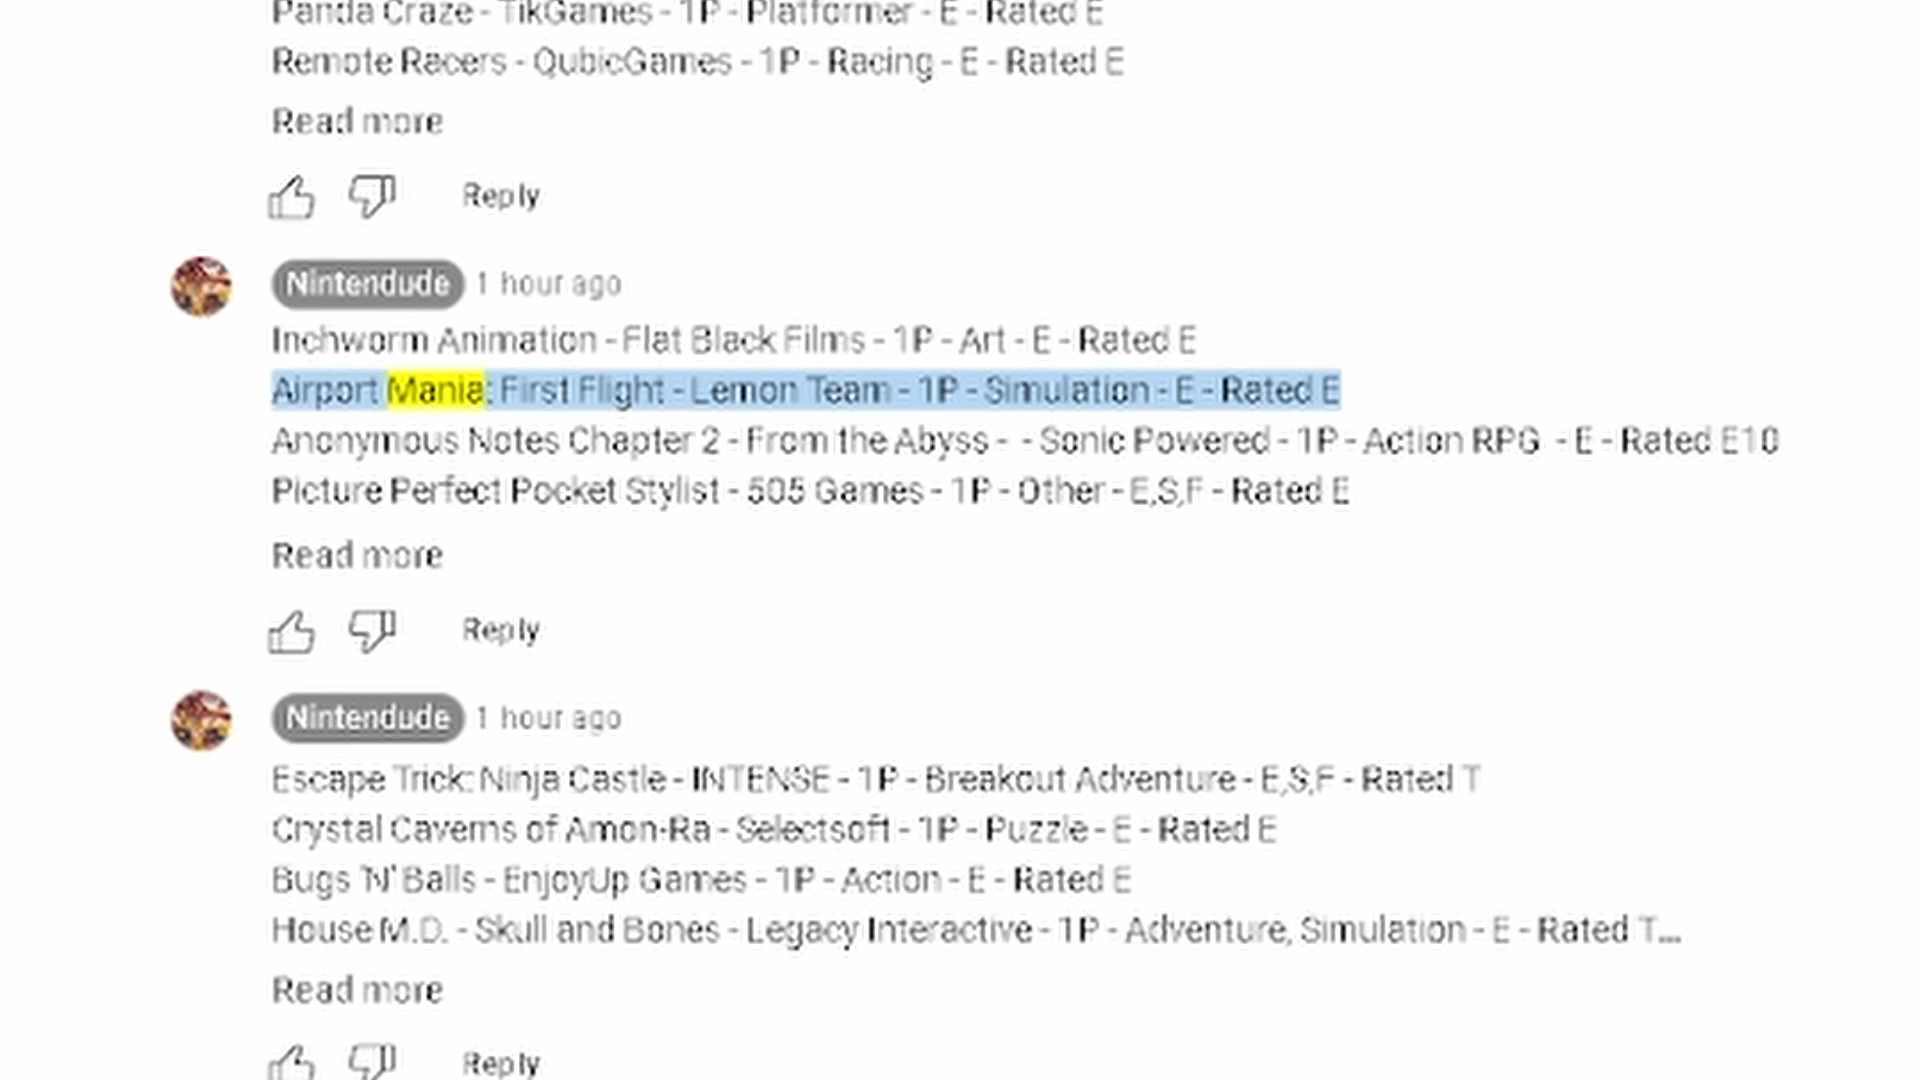 Panda Craze - TikGames - 1P - Platformer - E - Rated E
Remote Racers - QubicGames - 1P - Racing - E - Rated E
Read more
Reply
Nintendude 1 hour ago
Inchworm Animation - Flat Black Films - 1P - Art - E - Rated E
Airport Mania: First Flight - Lemon Team - 1P - Simulation - E - Rated E
Anonymous Notes Chapter 2 - From the Abyss - - Sonic Powered - 1P - Action RPG - E - Rated E10
Picture Perfect Pocket Stylist - 505 Games - 1P - Other - E,S,F - Rated E
Read more
Reply
Nintendude 1 hour ago
Escape Trick: Ninja Castle - INTENSE - 1P - Breakout Adventure - E,S,F - Rated T
Crystal Caverns of Amon-Ra - Selectsoft - 1P - Puzzle - E - Rated E
Bugs 'N' Balls - EnjoyUp Games - 1P - Action - E - Rated E
House M.D. - Skull and Bones - Legacy Interactive - 1P - Adventure, Simulation - E - Rated T...
Read more
Reply